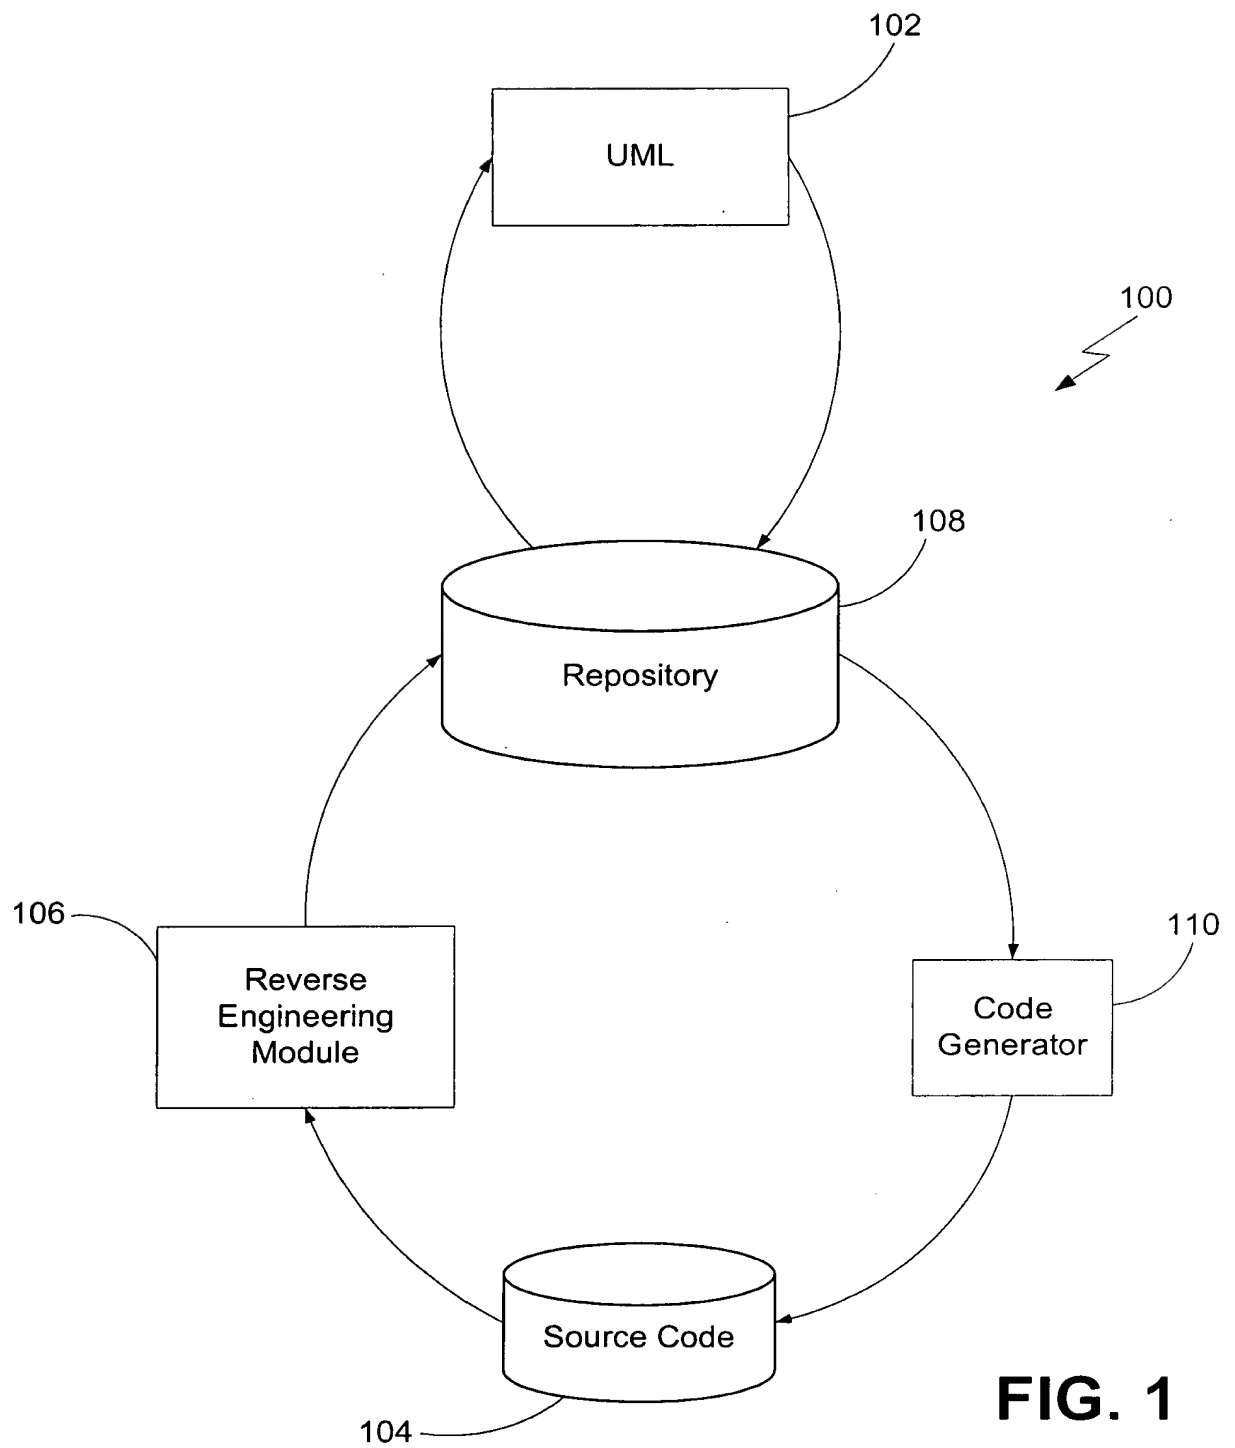 102
UML
100
108
Repository
106
110
Reverse
Engineering
Module
Code
Generator
Source Code
104
FIG. 1